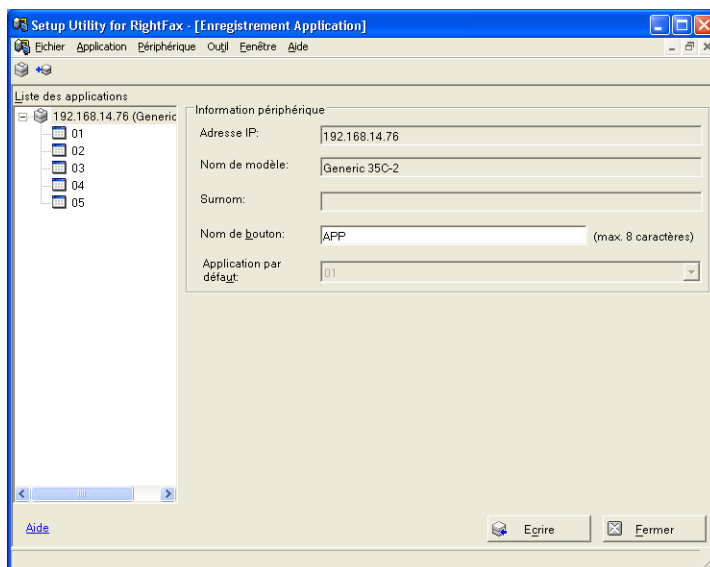 Setup Utility for RightFax - [Enregistrement Application]
Fichier Application Périphérique Outil Fenêtre Aide
Liste des applications
192.168.14.76 (Generic
01
02
03
04
05
Information périphérique
Adresse IP: 192.168.14.76
Nom de modèle: Generic 35C-2
Surnom:
Nom de bouton: APP (max. 8 caractères)
Application par
défaut: 01
Aide
Ecrire Fermer